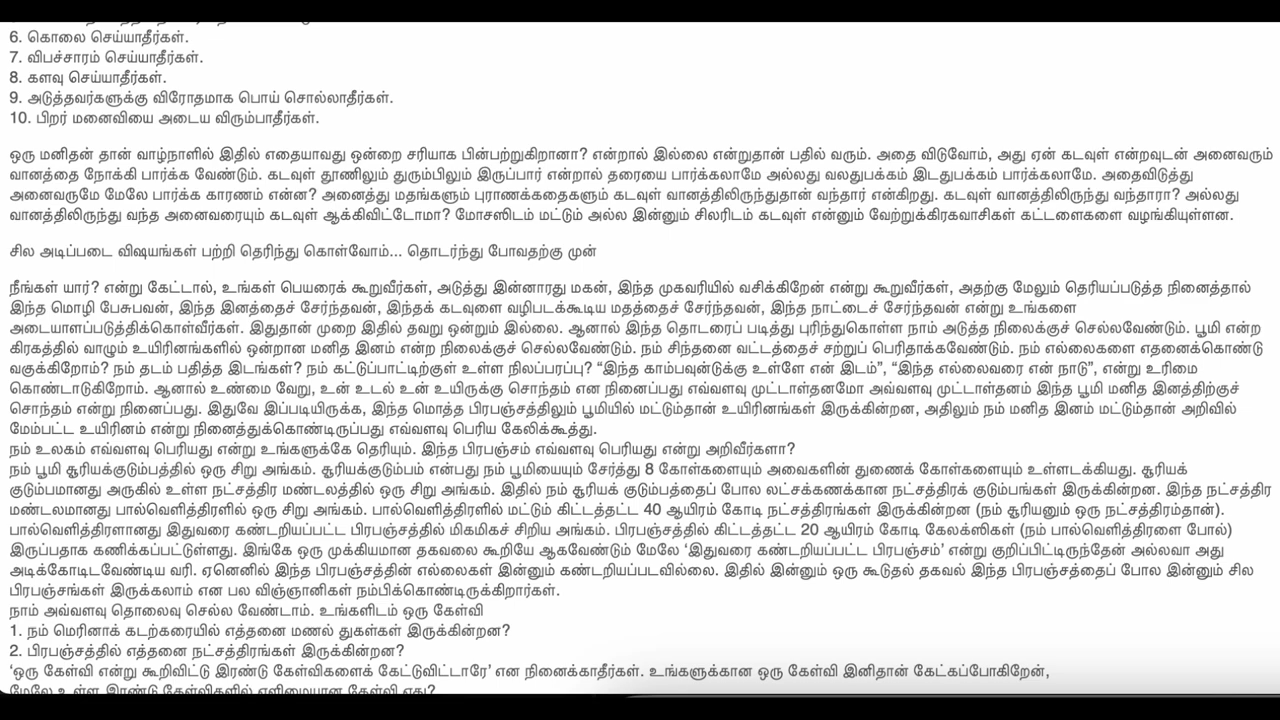 6. கொலை செய்யாதீர்கள்.
7. விபச்சாரம் செய்யாதீர்கள்.
8. களவு செய்யாதீர்கள்.
9. அடுத்தவர்களுக்கு விரோதமாக பொய் சொல்லாதீர்கள்.
10. பிறர் மனைவியை அடைய விரும்பாதீர்கள்.
ஒரு மனிதன் தான் வாழ்நாளில் இதில் எதையாவது ஒன்றை சரியாக பின்பற்றுகிறானா? என்றால் இல்லை என்றுதான் பதில் வரும். அதை விடுவோம், அது ஏன் கடவுள் என்றவுடன் அனைவரும்
வானத்தை நோக்கி பார்க்க வேண்டும். கடவுள் தூணிலும் துரும்பிலும் இருப்பார் என்றால் தரையை பார்க்கலாமே அல்லது வலதுபக்கம் இடதுபக்கம் பார்க்கலாமே. அதைவிடுத்து
அனைவருமே மேலே பார்க்க காரணம் என்ன? அனைத்து மதங்களும் புராணக்கதைகளும் கடவுள் வானத்திலிருந்துதான் வந்தார் என்கிறது. கடவுள் வானத்திலிருந்து வந்தாரா? அல்லது
வானத்திலிருந்து வந்த அனைவரையும் கடவுள் ஆக்கிவிட்டோமா? மோசஸிடம் மட்டும் அல்ல இன்னும் சிலரிடம் கடவுள் என்னும் வேற்றுக்கிரகவாசிகள் கட்டளைகளை வழங்கியுள்ளன.
சில அடிப்படை விஷயங்கள் பற்றி தெரிந்து கொள்வோம்... தொடர்ந்து போவதற்கு முன்
நீங்கள் யார்? என்று கேட்டால், உங்கள் பெயரைக் கூறுவீர்கள், அடுத்து இன்னாரது மகன், இந்த முகவரியில் வசிக்கிறேன் என்று கூறுவீர்கள், அதற்கு மேலும் தெரியப்படுத்த நினைத்தால்
இந்த மொழி பேசுபவன், இந்த இனத்தைச் சேர்ந்தவன், இந்தக் கடவுளை வழிபடக்கூடிய மதத்தைச் சேர்ந்தவன், இந்த நாட்டைச் சேர்ந்தவன் என்று உங்களை
அடையாளப்படுத்திக்கொள்வீர்கள். இதுதான் முறை இதில் தவறு ஒன்றும் இல்லை. ஆனால் இந்த தொடரைப் படித்து புரிந்துகொள்ள நாம் அடுத்த நிலைக்குச் செல்லவேண்டும். பூமி என்ற
கிரகத்தில் வாழும் உயிரினங்களில் ஒன்றான மனித இனம் என்ற நிலைக்குச் செல்லவேண்டும். நம் சிந்தனை வட்டத்தைச் சற்றுப் பெரிதாக்கவேண்டும். நம் எல்லைகளை எதனைக்கொண்டு
வகுக்கிறோம்? நம் தடம் பதித்த இடங்கள்? நம் கட்டுப்பாட்டிற்குள் உள்ள நிலப்பரப்பு? “இந்த காம்பவுன்டுக்கு உள்ளே என் இடம்”, “இந்த எல்லைவரை என் நாடு”, என்று உரிமை
கொண்டாடுகிறோம். ஆனால் உண்மை வேறு, உன் உடல் உன் உயிருக்கு சொந்தம் என நினைப்பது எவ்வளவு முட்டாள்தனமோ அவ்வளவு முட்டாள்தனம் இந்த பூமி மனித இனத்திற்குச்
சொந்தம் என்று நினைப்பது. இதுவே இப்படியிருக்க, இந்த மொத்த பிரபஞ்சத்திலும் பூமியில் மட்டும்தான் உயிரினங்கள் இருக்கின்றன, அதிலும் நம் மனித இனம் மட்டும்தான் அறிவில்
மேம்பட்ட உயிரினம் என்று நினைத்துக்கொண்டிருப்பது எவ்வளவு பெரிய கேலிக்கூத்து.
நம் உலகம் எவ்வளவு பெரியது என்று உங்களுக்கே தெரியும். இந்த பிரபஞ்சம் எவ்வளவு பெரியது என்று அறிவீர்களா?
நம் பூமி சூரியக்குடும்பத்தில் ஒரு சிறு அங்கம். சூரியக்குடும்பம் என்பது நம் பூமியையும் சேர்த்து 8 கோள்களையும் அவைகளின் துணைக் கோள்களையும் உள்ளடக்கியது. சூரியக்
குடும்பமானது அருகில் உள்ள நட்சத்திர மண்டலத்தில் ஒரு சிறு அங்கம். இதில் நம் சூரியக் குடும்பத்தைப் போல லட்சக்கணக்கான நட்சத்திரக் குடும்பங்கள் இருக்கின்றன. இந்த நட்சத்திர
மண்டலமானது பால்வெளித்திரளில் ஒரு சிறு அங்கம். பால்வெளித்திரளில் மட்டும் கிட்டத்தட்ட 40 ஆயிரம் கோடி நட்சத்திரங்கள் இருக்கின்றன (நம் சூரியனும் ஒரு நட்சத்திரம்தான்).
பால்வெளித்திரளானது இதுவரை கண்டறியப்பட்ட பிரபஞ்சத்தில் மிகமிகச் சிறிய அங்கம். பிரபஞ்சத்தில் கிட்டதட்ட 20 ஆயிரம் கோடி கேலக்ஸிகள் (நம் பால்வெளித்திரளை போல்)
இருப்பதாக கணிக்கப்பட்டுள்ளது. இங்கே ஒரு முக்கியமான தகவலை கூறியே ஆகவேண்டும் மேலே ‘இதுவரை கண்டறியப்பட்ட பிரபஞ்சம்’ என்று குறிப்பிட்டிருந்தேன் அல்லவா அது
அடிக்கோடிடவேண்டிய வரி. ஏனெனில் இந்த பிரபஞ்சத்தின் எல்லைகள் இன்னும் கண்டறியப்படவில்லை. இதில் இன்னும் ஒரு கூடுதல் தகவல் இந்த பிரபஞ்சத்தைப் போல இன்னும் சில
பிரபஞ்சங்கள் இருக்கலாம் என பல விஞ்ஞானிகள் நம்பிக்கொண்டிருக்கிறார்கள்.
நாம் அவ்வளவு தொலைவு செல்ல வேண்டாம். உங்களிடம் ஒரு கேள்வி
1. நம் மெரினாக் கடற்கரையில் எத்தனை மணல் துகள்கள் இருக்கின்றன?
2. பிரபஞ்சத்தில் எத்தனை நட்சத்திரங்கள் இருக்கின்றன?
‘ஒரு கேள்வி என்று கூறிவிட்டு இரண்டு கேள்விகளைக் கேட்டுவிட்டாரே’ என நினைக்காதீர்கள். உங்களுக்கான ஒரு கேள்வி இனிதான் கேட்கப்போகிறேன்,
மேலே உள்ள இரண்டு கேள்விகளில் எளிமையான கேள்வி எது?